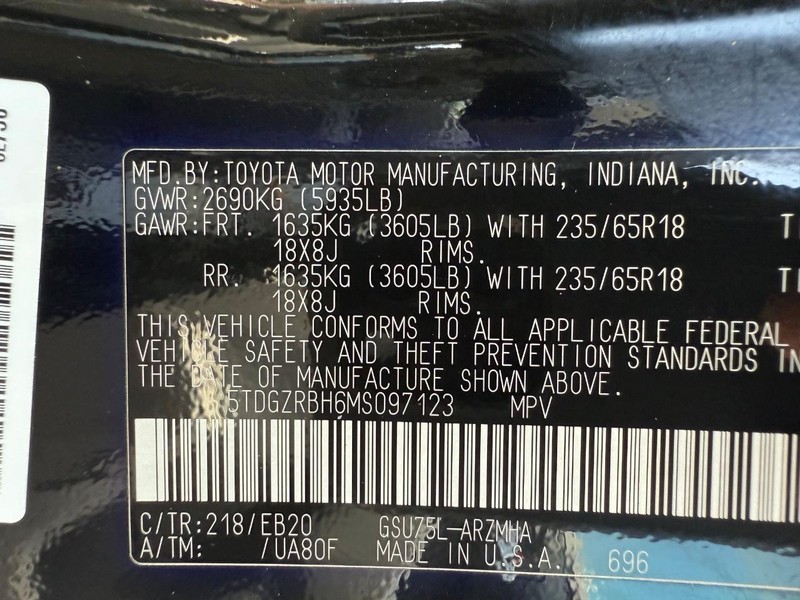 MFD.BY:TOYOTA MOTOR MANUFACTURING, INDIANA, INC.
GVWR:2690KG (5935LB)
GAWR:FRT. 1635KG (3605LB) WITH 235/65R18
18X8J RIMS.
RR. 1635KG (3605LB) WITH 235/65R18
18X8J RIMS.
THIS VEHICLE CONFORMS TO ALL APPLICABLE FEDERAL
VEHICLE SAFETY AND THEFT PREVENTION STANDARDS IN
THE DATE OF MANUFACTURE SHOWN ABOVE.
5TDGZRBH6MS097123 MPV
C/TR:218/EB20 GSU75L-ARZMHA
A/TM: /UA80F MADE IN U.S.A. 696